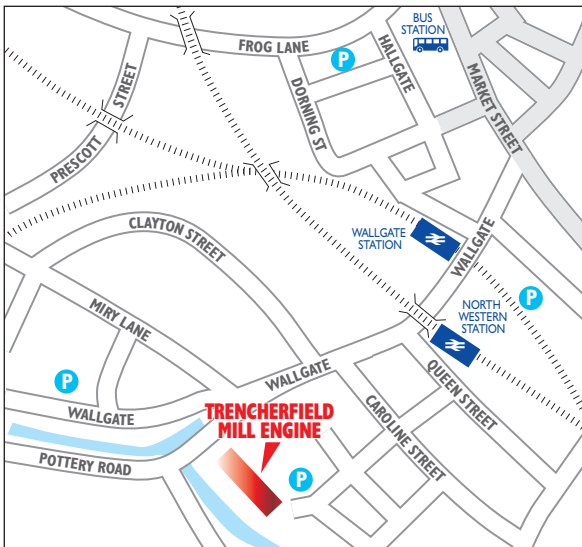 BUS
STATION
FROG LANE
P
HALLGATE
DORNING ST
MARKET STREET
PRESCOTT
STREET
CLAYTON STREET
WALLGATE
STATION
WALLGATE
P
NORTH
WESTERN
STATION
MIRY LANE
P
WALLGATE
QUEEN STREET
WALLGATE
TRENCHERFIELD
MILL ENGINE
CAROLINE STREET
POTTERY ROAD
P